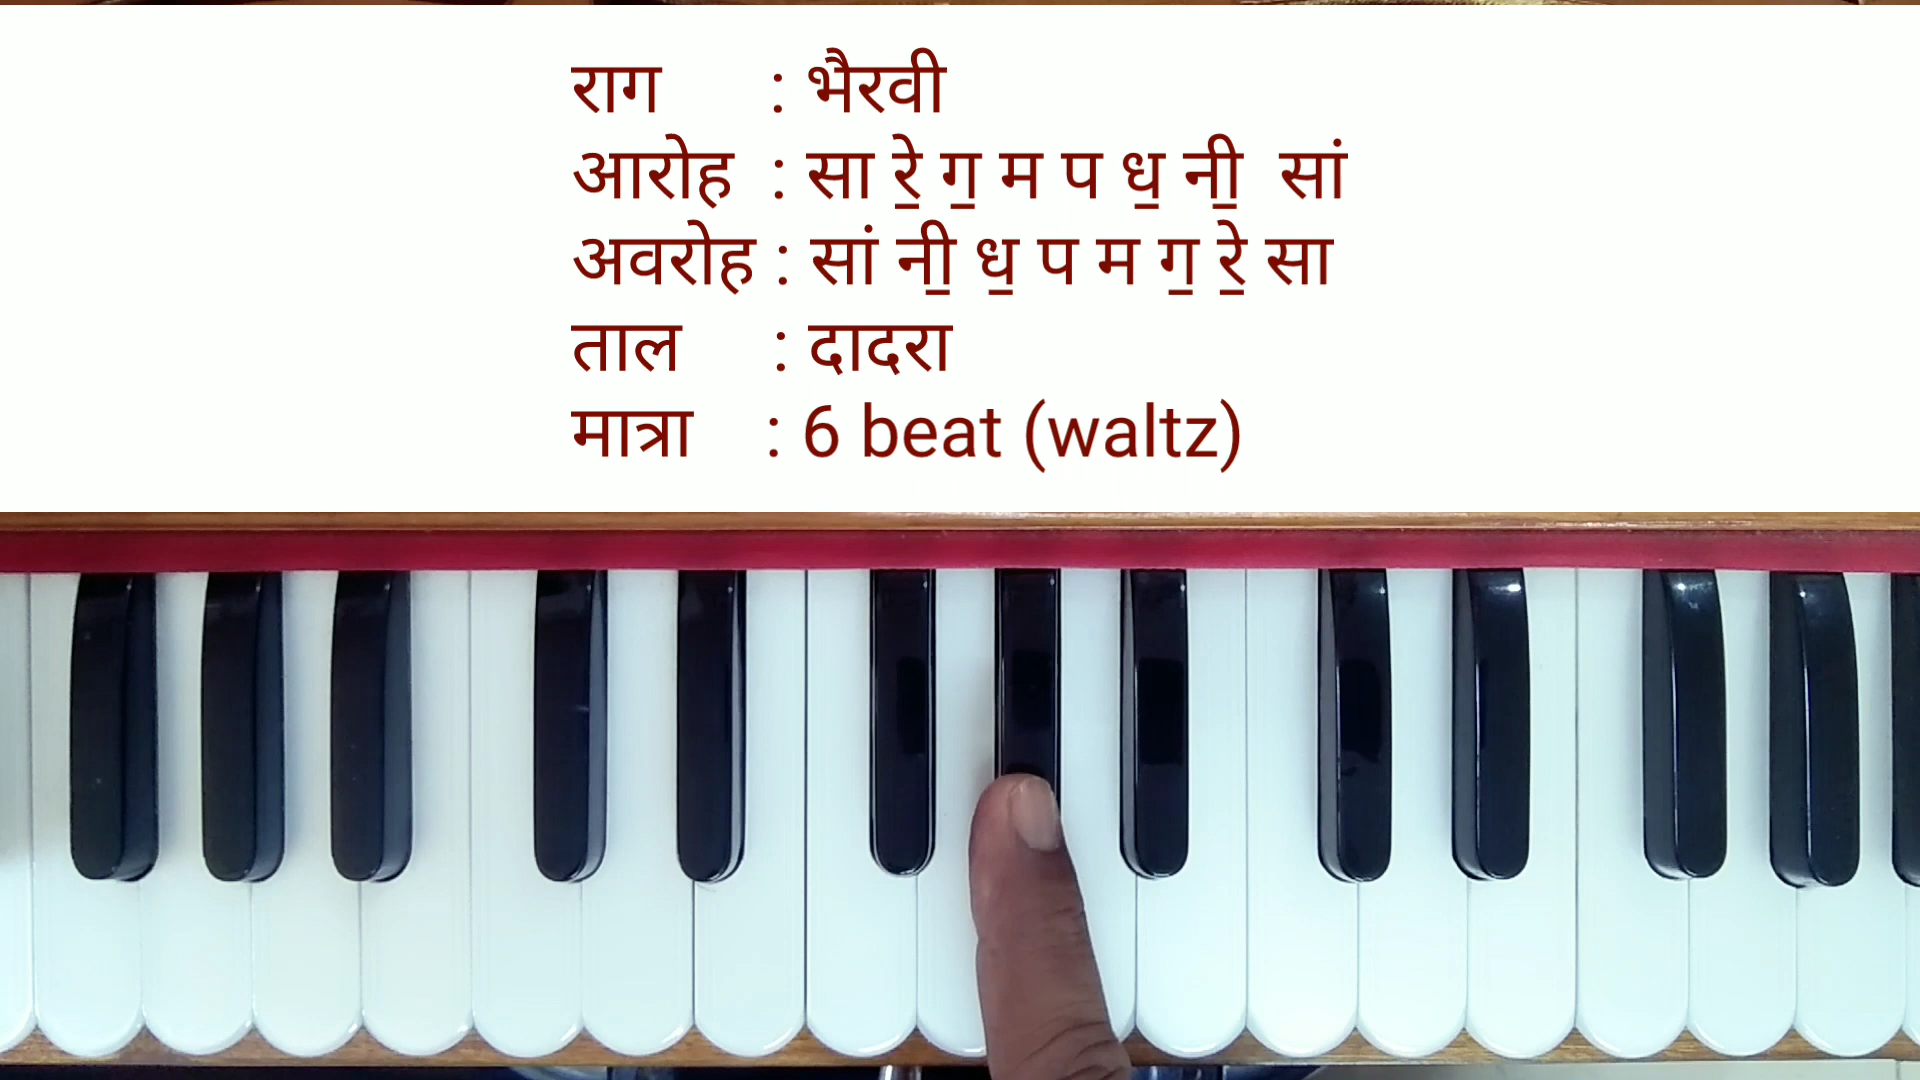 राग : भैरवी
आरोह : सा रे॒ ग॒ म प ध॒ नी॒ सां
अवरोह : सां नी॒ ध॒ प म ग॒ रे॒ सा
ताल : दादरा
मात्रा : 6 beat (waltz)